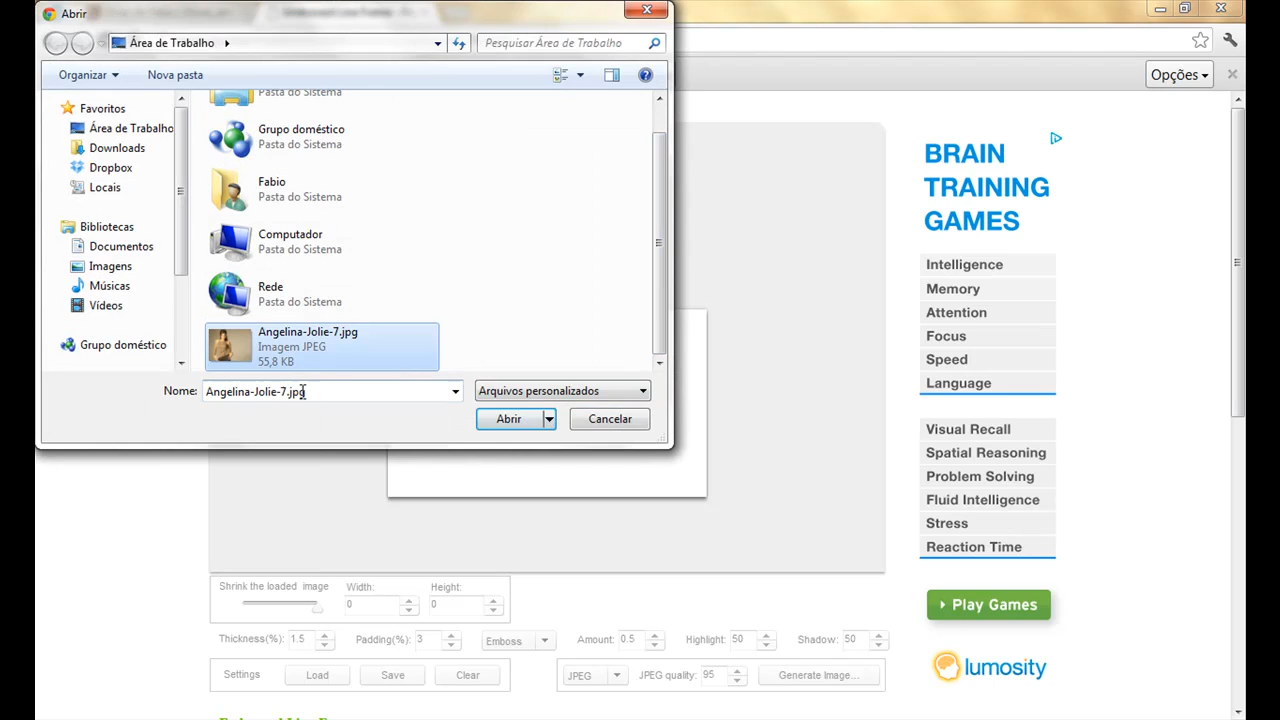 Abrir
Área de Trabalho
Pesquisar Área de Trabalho
Organizar
Nova pasta
Opções
Favoritos
Área de Trabalho
Downloads
Dropbox
Locais
Bibliotecas
Documentos
Imagens
Músicas
Vídeos
Grupo doméstico
Pasta do Sistema
Grupo doméstico
Pasta do Sistema
Fabio
Pasta do Sistema
Computador
Pasta do Sistema
Rede
Pasta do Sistema
Angelina-Jolie-7.jpg
Imagem JPEG
55,8 KB
Nome: Angelina-Jolie-7.jpg
Arquivos personalizados
Abrir
Cancelar
BRAIN
TRAINING
GAMES
Intelligence
Memory
Attention
Focus
Speed
Language
Visual Recall
Spatial Reasoning
Problem Solving
Fluid Intelligence
Stress
Reaction Time
Play Games
lumosity
Shrink the loaded image
Width:
Height:
0
0
Thickness(%): 1.5
Padding(%): 3
Emboss
Amount: 0.5
Highlight: 50
Shadow: 50
Settings
Load
Save
Clear
JPEG
JPEG quality: 95
Generate Image...